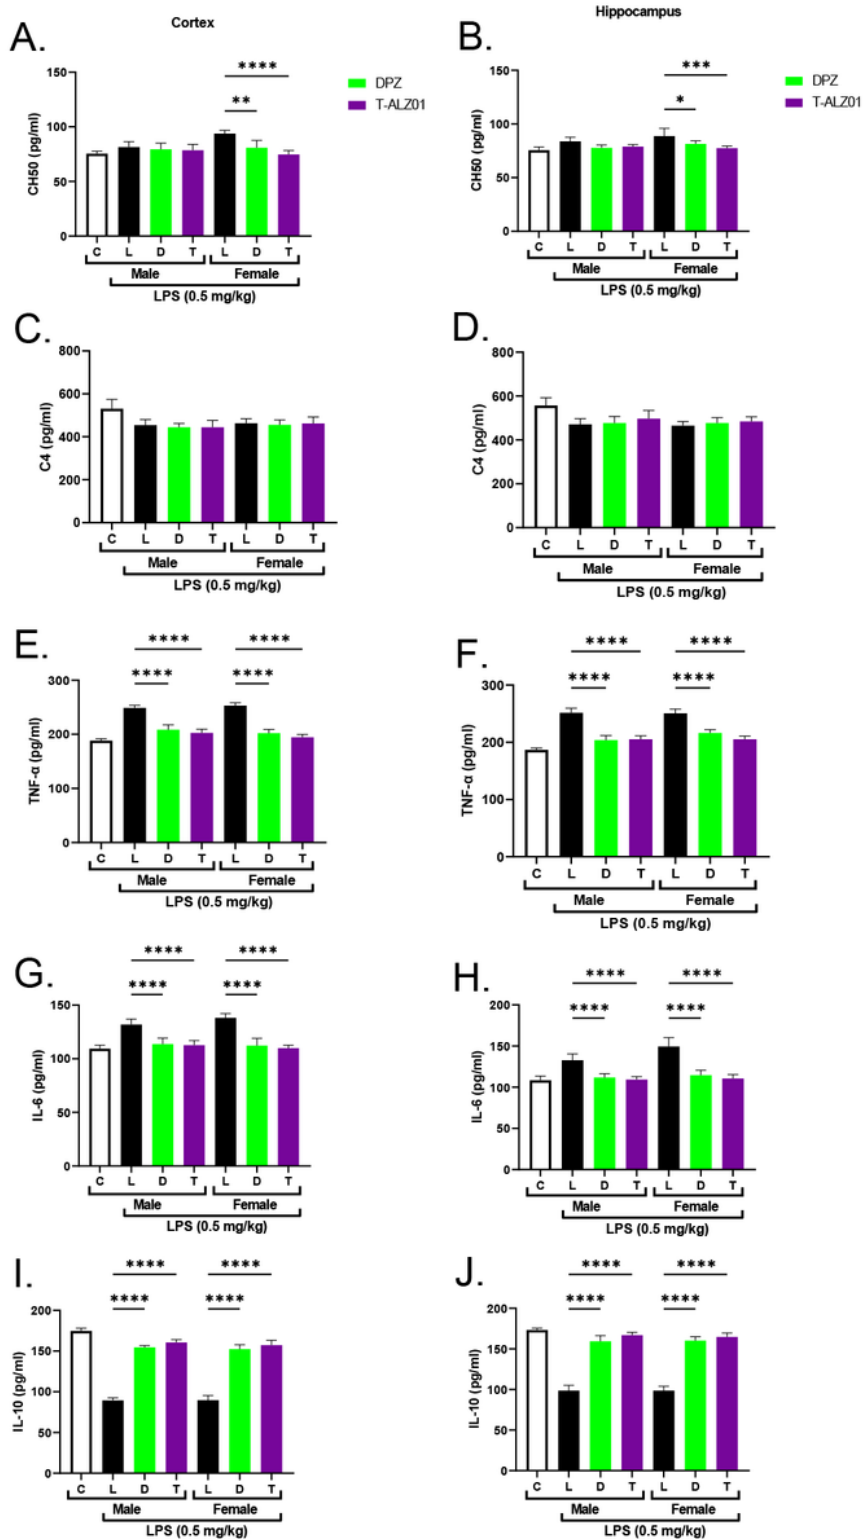 Cortex
Hippocampus
A.
****
**
DPZ
T-ALZ01
CH50 (pg/ml)
150
100
50
0
C L D T L D T
Male Female
LPS (0.5 mg/kg)
B.
***
*
DPZ
T-ALZ01
CH50 (pg/ml)
150
100
50
0
C L D T L D T
Male Female
LPS (0.5 mg/kg)
C.
C4 (pg/ml)
800
600
400
200
0
C L D T L D T
Male Female
LPS (0.5 mg/kg)
D.
C4 (pg/ml)
800
600
400
200
0
C L D T L D T
Male Female
LPS (0.5 mg/kg)
E.
**** ****
**** ****
TNF-α (pg/ml)
300
200
100
0
C L D T L D T
Male Female
LPS (0.5 mg/kg)
F.
**** ****
**** ****
TNF-α (pg/ml)
300
200
100
0
C L D T L D T
Male Female
LPS (0.5 mg/kg)
G.
**** ****
**** ****
IL-6 (pg/ml)
150
100
50
0
C L D T L D T
Male Female
LPS (0.5 mg/kg)
H.
**** ****
**** ****
IL-6 (pg/ml)
200
150
100
50
0
C L D T L D T
Male Female
LPS (0.5 mg/kg)
I.
**** ****
**** ****
IL-10 (pg/ml)
200
150
100
50
0
C L D T L D T
Male Female
LPS (0.5 mg/kg)
J.
**** ****
**** ****
IL-10 (pg/ml)
200
150
100
50
0
C L D T L D T
Male Female
LPS (0.5 mg/kg)